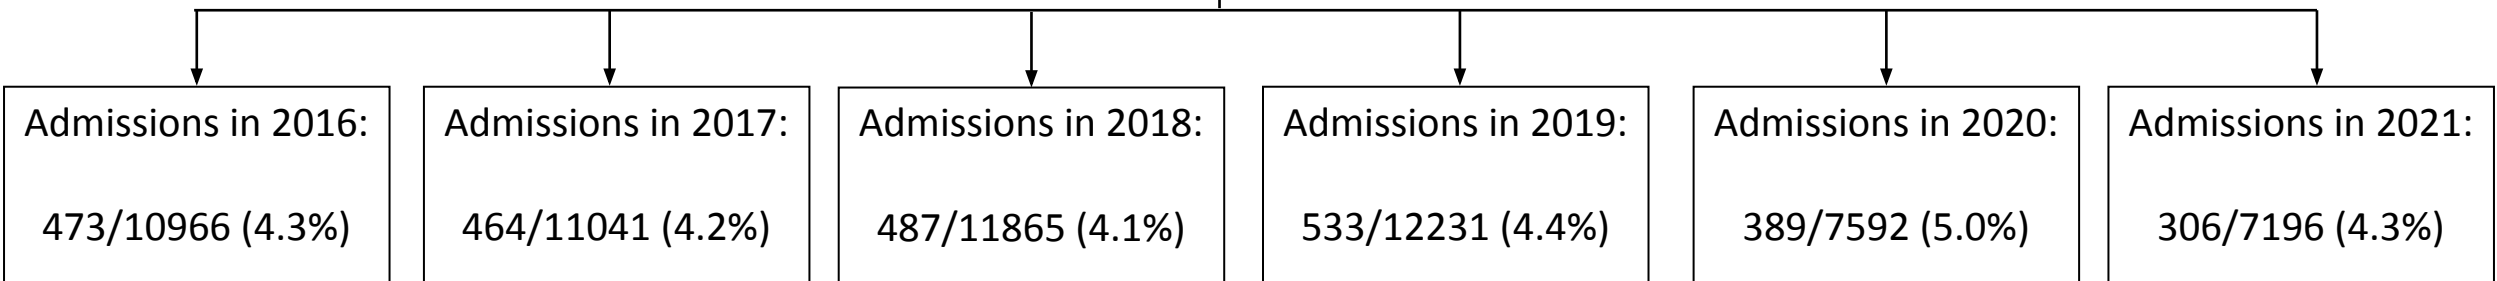 Admissions in 2016:
473/10966 (4.3%)
Admissions in 2017:
464/11041 (4.2%)
Admissions in 2018:
487/11865 (4.1%)
Admissions in 2019:
533/12231 (4.4%)
Admissions in 2020:
389/7592 (5.0%)
Admissions in 2021:
306/7196 (4.3%)